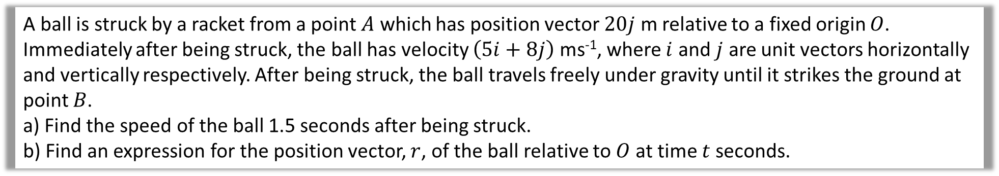 A ball is struck by a racket from a point A which has position vector 20j m relative to a fixed origin O.
Immediately after being struck, the ball has velocity (5i + 8j) ms⁻¹, where i and j are unit vectors horizontally
and vertically respectively. After being struck, the ball travels freely under gravity until it strikes the ground at
point B.
a) Find the speed of the ball 1.5 seconds after being struck.
b) Find an expression for the position vector, r, of the ball relative to O at time t seconds.